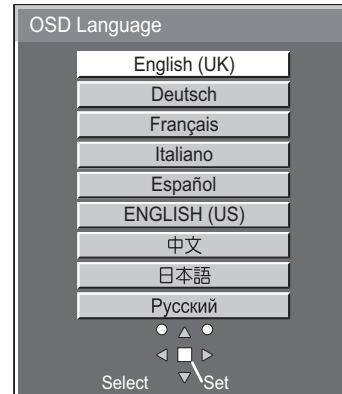 OSD Language
English (UK)
Deutsch
Français
Italiano
Español
ENGLISH (US)
中文
日本語
Русский
Select Set